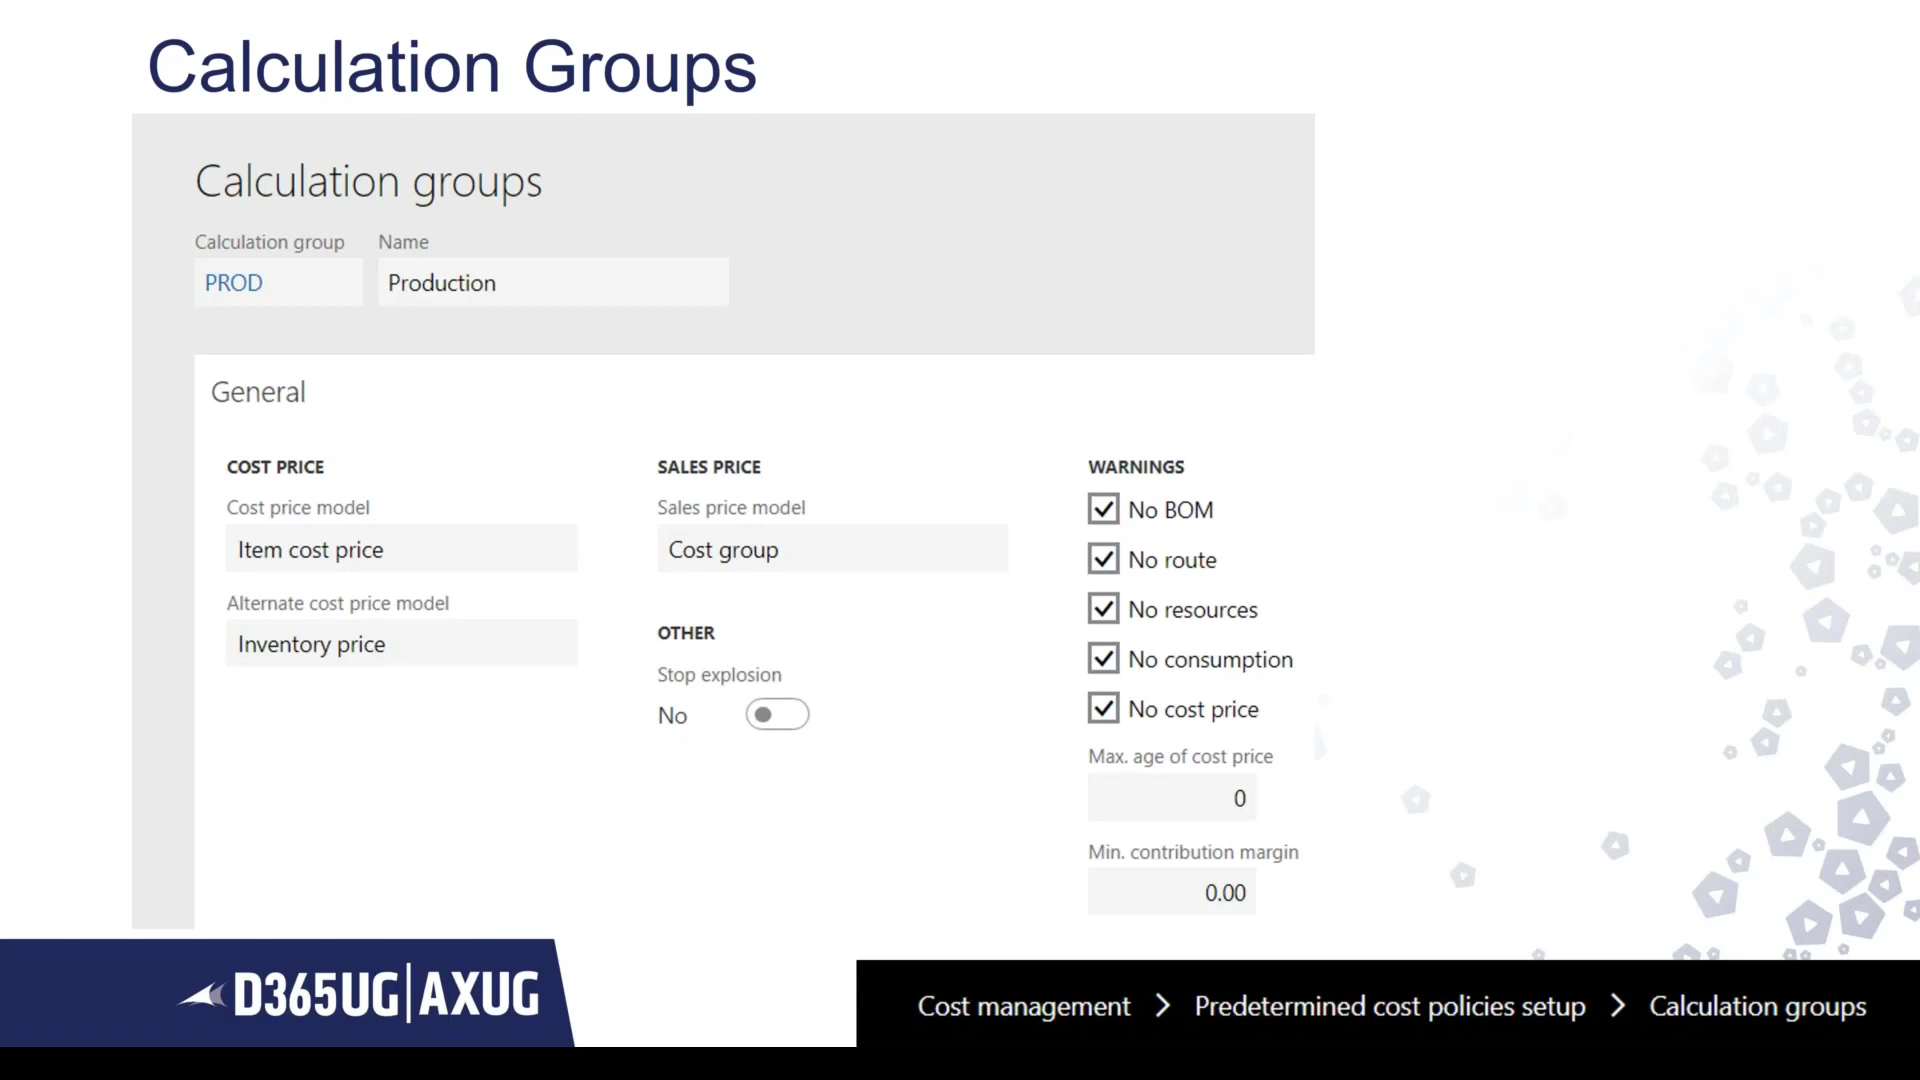 Calculation Groups
Calculation groups
Calculation group Name
PROD Production
General
COST PRICE
Cost price model
Item cost price
Alternate cost price model
Inventory price
SALES PRICE
Sales price model
Cost group
OTHER
Stop explosion
No
WARNINGS
No BOM
No route
No resources
No consumption
No cost price
Max. age of cost price
0
Min. contribution margin
0.00
D365UG|AXUG
Cost management > Predetermined cost policies setup > Calculation groups